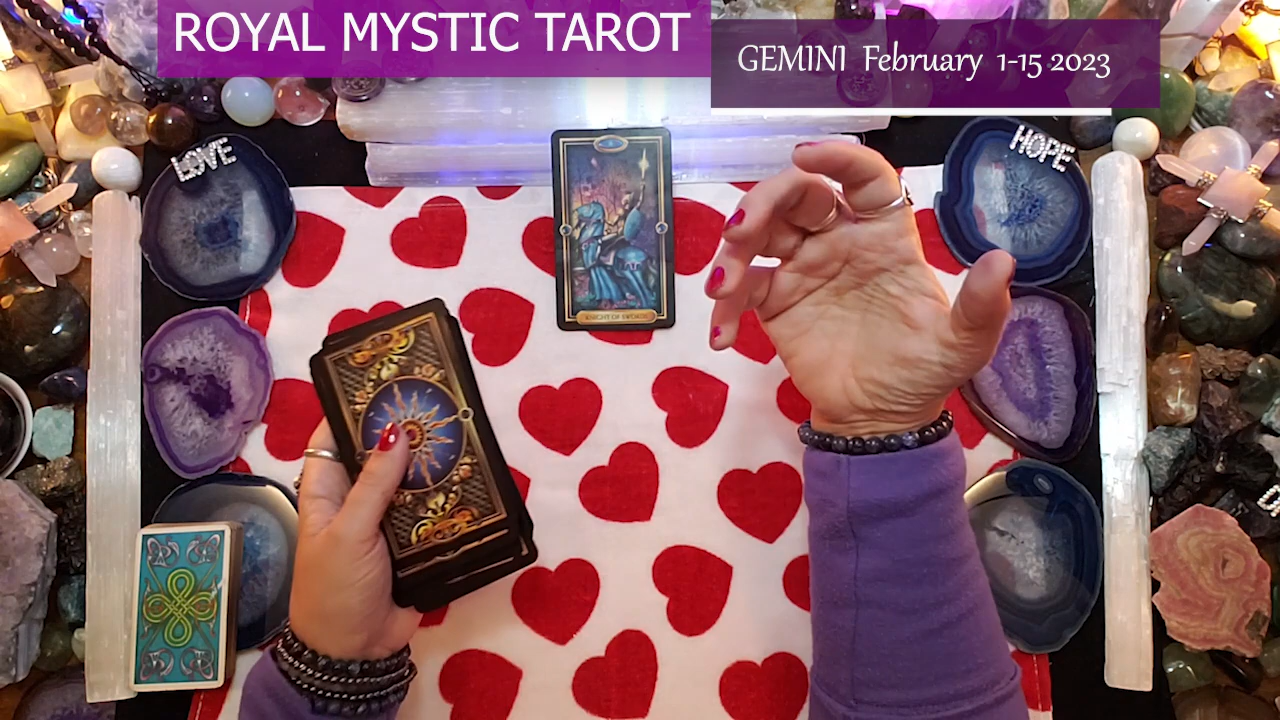 ROYAL MYSTIC TAROT
GEMINI February 1-15 2023
LOVE
HOPE
KNIGHT OF SWORDS